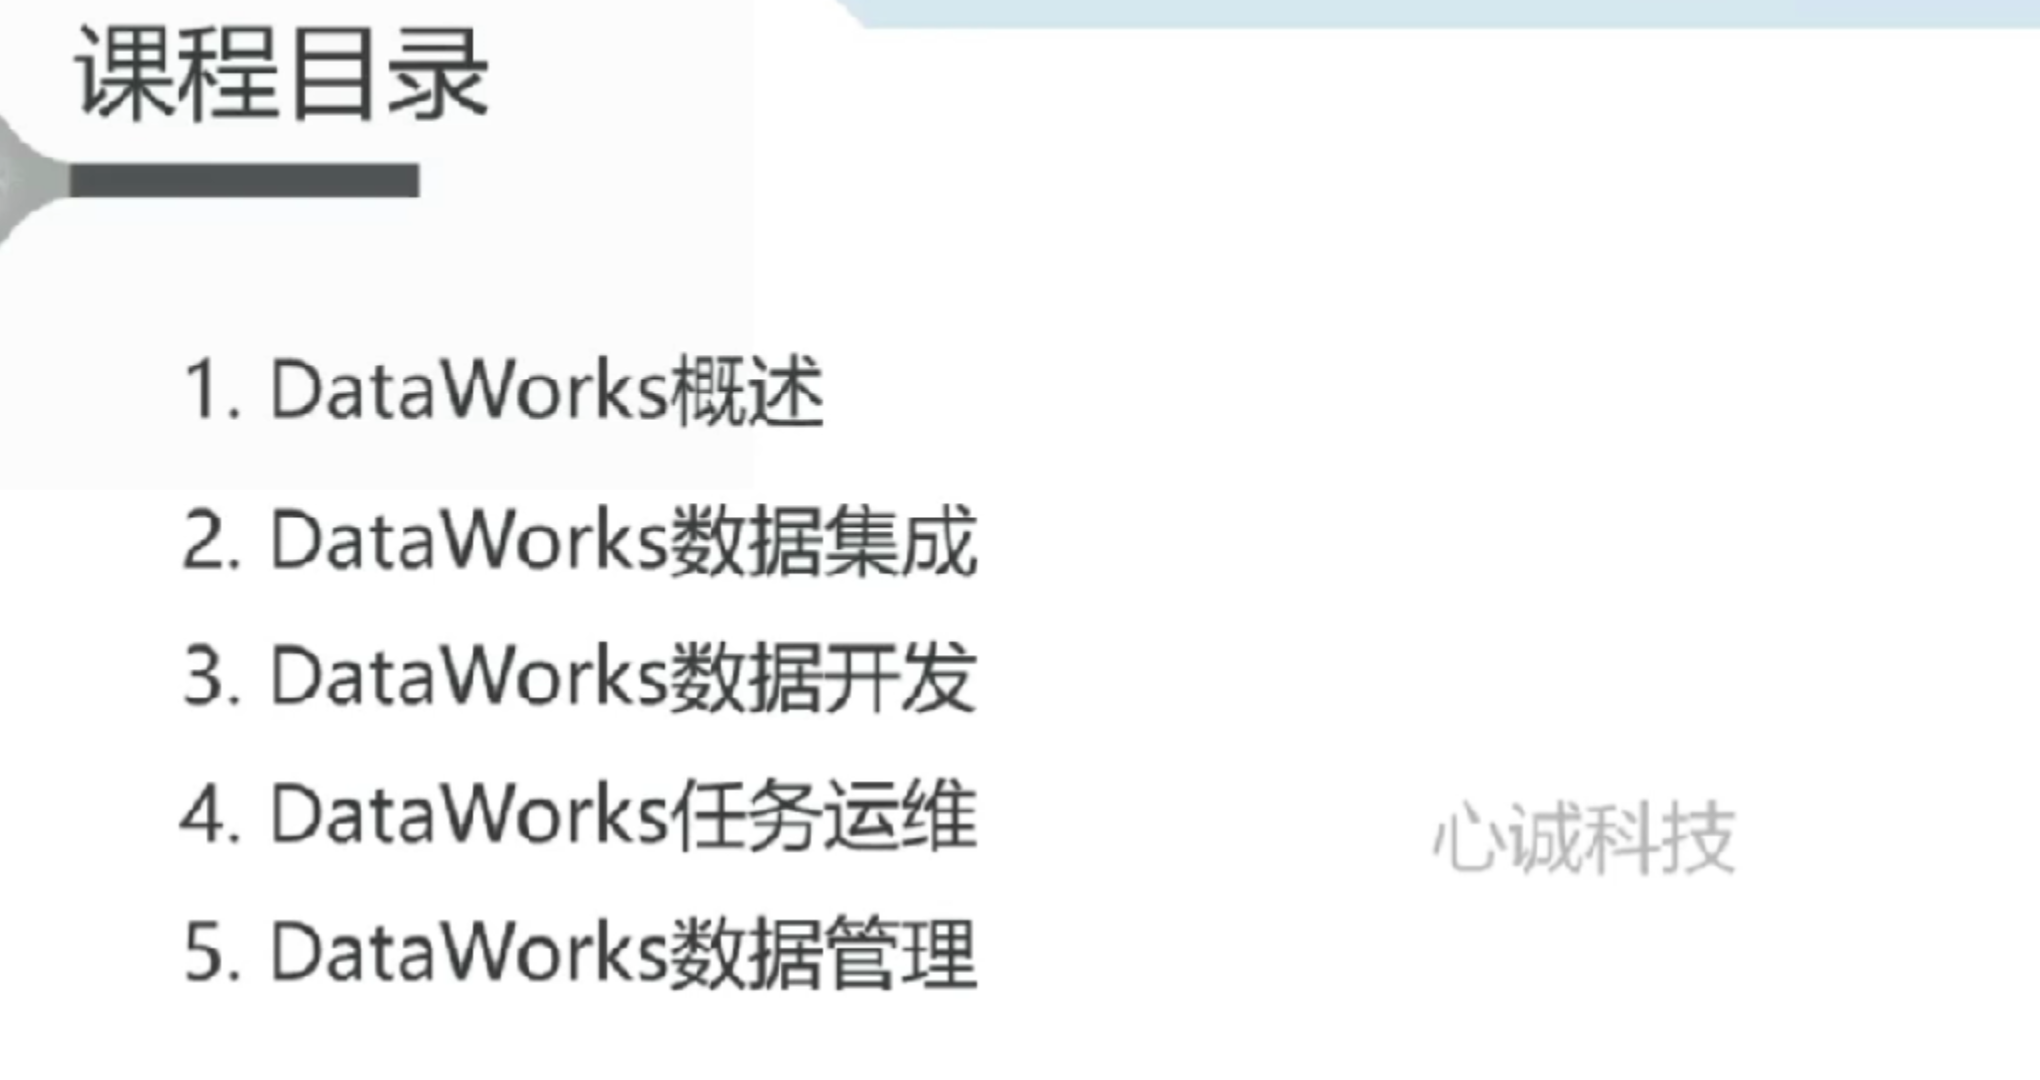 课程目录
1. DataWorks概述
2. DataWorks数据集成
3. DataWorks数据开发
4. DataWorks任务运维
心诚科技
5. DataWorks数据管理